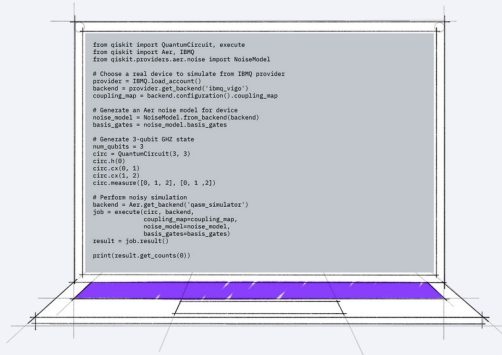 from qiskit import QuantumCircuit, execute
from qiskit import Aer, IBMQ
from qiskit.providers.aer.noise import NoiseModel

# Choose a real device to simulate from IBMQ provider
provider = IBMQ.load_account()
backend = provider.get_backend('ibmq_vigo')
coupling_map = backend.configuration().coupling_map

# Generate an Aer noise model for device
noise_model = NoiseModel.from_backend(backend)
basis_gates = noise_model.basis_gates

# Generate 3-qubit GHZ state
num_qubits = 3
circ = QuantumCircuit(3, 3)
circ.h(0)
circ.cx(0, 1)
circ.cx(1, 2)
circ.measure([0, 1, 2], [0, 1 ,2])

# Perform noisy simulation
backend = Aer.get_backend('qasm_simulator')
job = execute(circ, backend,
              coupling_map=coupling_map,
              noise_model=noise_model,
              basis_gates=basis_gates)
result = job.result()

print(result.get_counts(0))